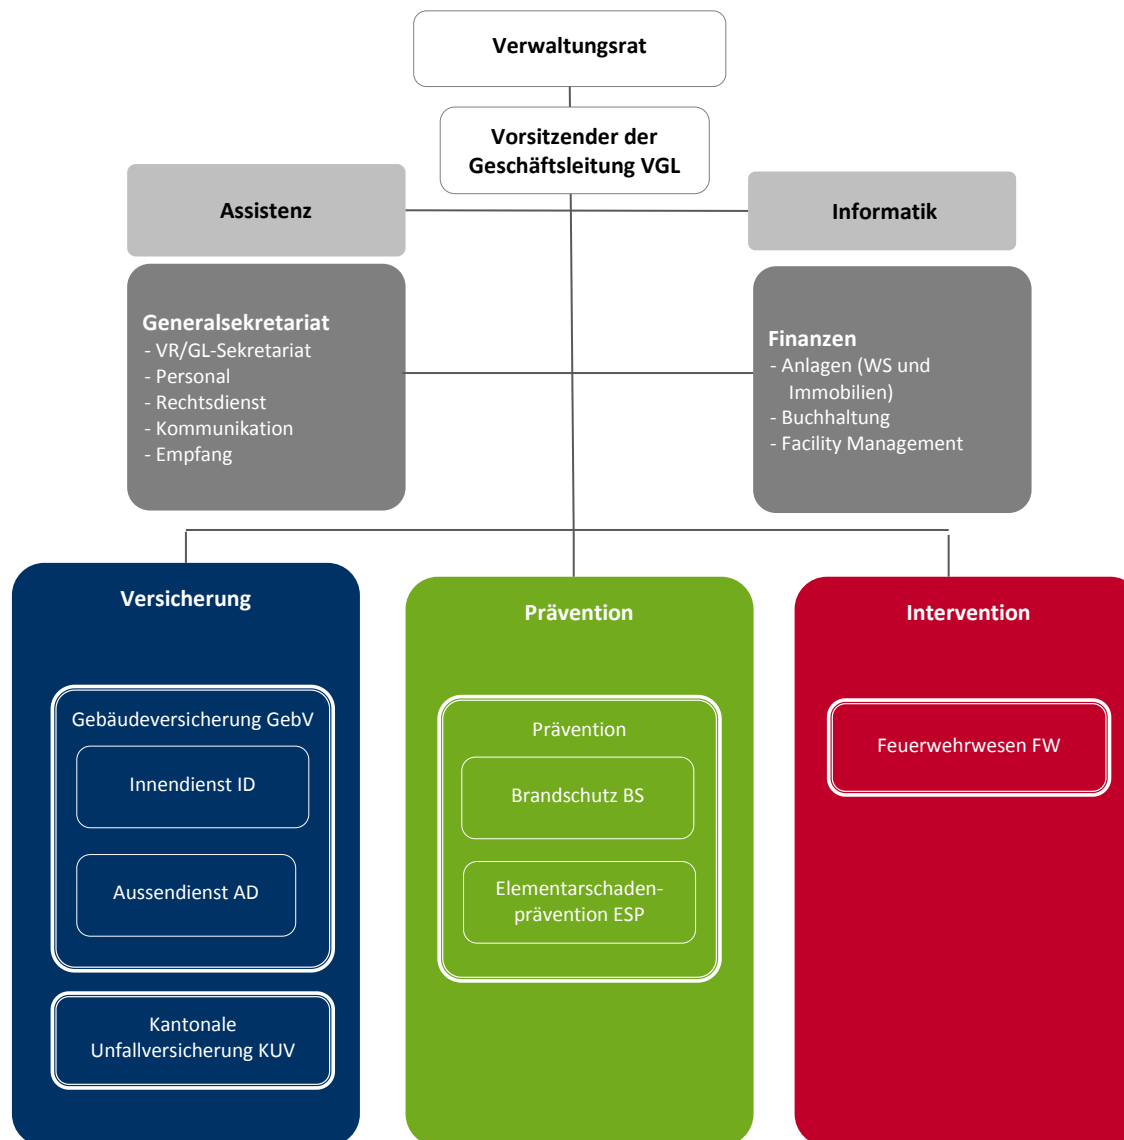 Verwaltungsrat
Vorsitzender der
Geschäftsleitung VGL
Assistenz
Informatik
Generalsekretariat
- VR/GL-Sekretariat
- Personal
- Rechtsdienst
- Kommunikation
- Empfang
Finanzen
- Anlagen (WS und
Immobilien)
- Buchhaltung
- Facility Management
Versicherung
Gebäudeversicherung GebV
Innendienst ID
Aussendienst AD
Kantonale
Unfallversicherung KUV
Prävention
Prävention
Brandschutz BS
Elementarschaden-
prävention ESP
Intervention
Feuerwehrwesen FW